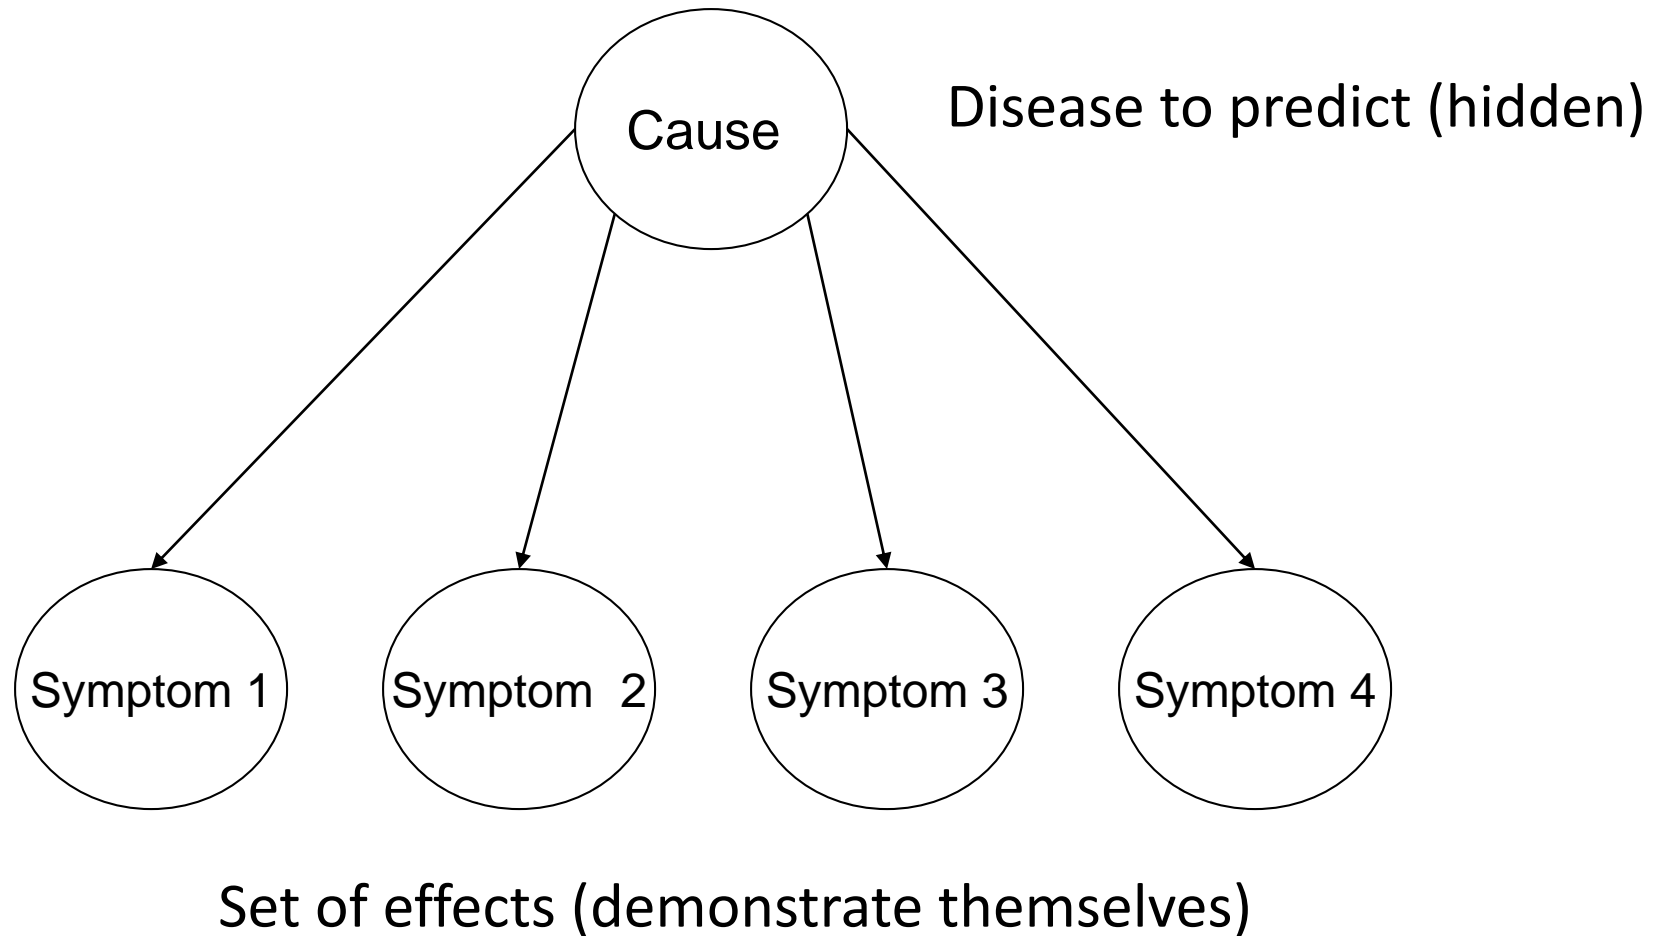 Cause
Disease to predict (hidden)
Symptom 1
Symptom 2
Symptom 3
Symptom 4
Set of effects (demonstrate themselves)